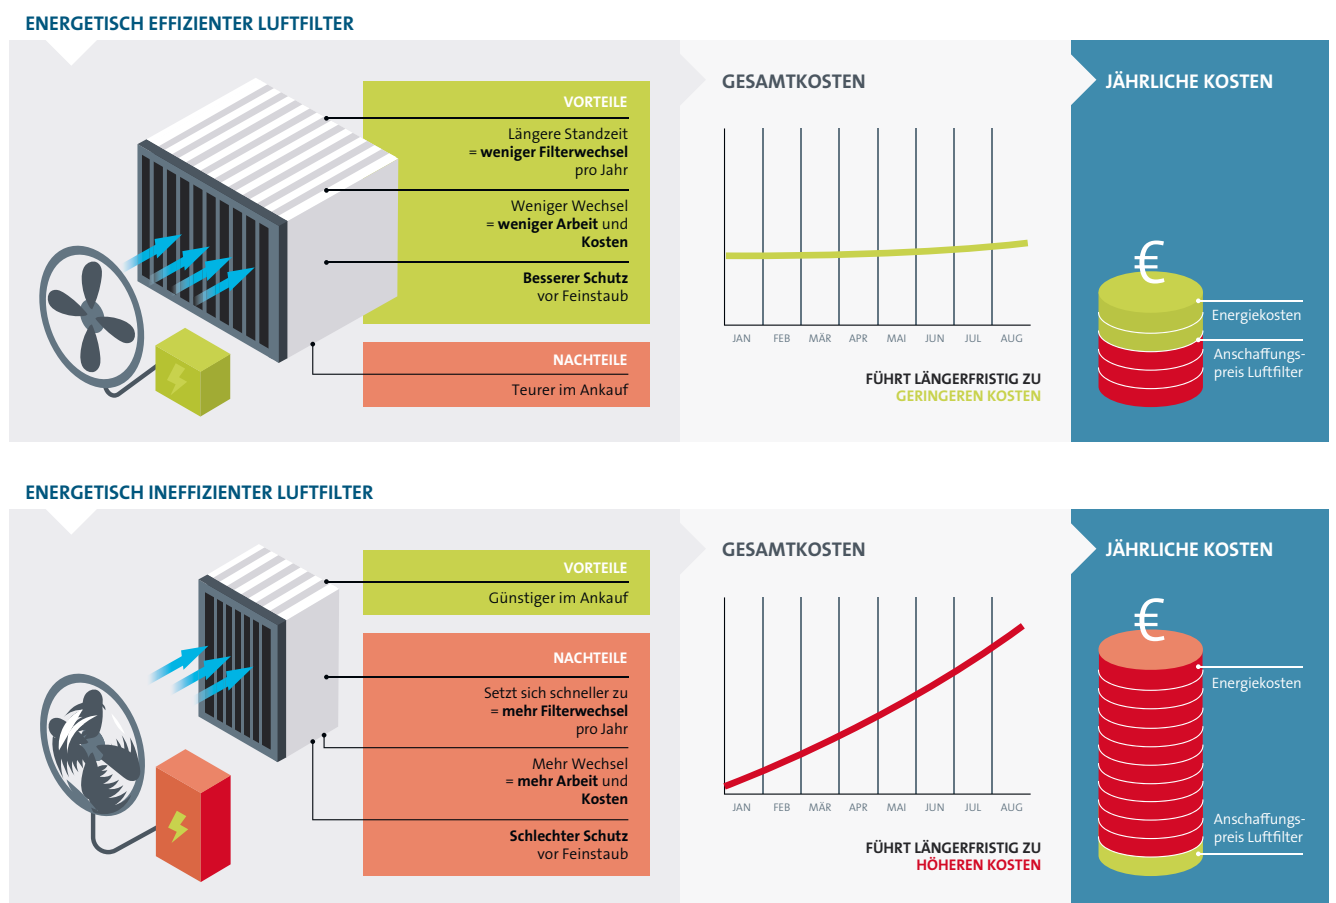 ENERGETISCH EFFIZIENTER LUFTFILTER
VORTEILE
Längere Standzeit
= weniger Filterwechsel
pro Jahr
Weniger Wechsel
= weniger Arbeit und
Kosten
Besserer Schutz
vor Feinstaub
NACHTEILE
Teurer im Ankauf
GESAMTKOSTEN
JAN FEB MÄR APR MAI JUN JUL AUG
FÜHRT LÄNGERFRISTIG ZU
GERINGEREN KOSTEN
JÄHRLICHE KOSTEN
€
Energiekosten
Anschaffungs-
preis Luftfilter
ENERGETISCH INEFFIZIENTER LUFTFILTER
VORTEILE
Günstiger im Ankauf
NACHTEILE
Setzt sich schneller zu
= mehr Filterwechsel
pro Jahr
Mehr Wechsel
= mehr Arbeit und
Kosten
Schlechter Schutz
vor Feinstaub
GESAMTKOSTEN
JAN FEB MÄR APR MAI JUN JUL AUG
FÜHRT LÄNGERFRISTIG ZU
HÖHEREN KOSTEN
JÄHRLICHE KOSTEN
€
Energiekosten
Anschaffungs-
preis Luftfilter